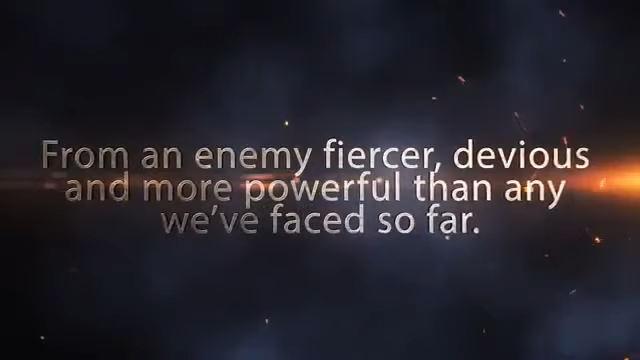 From an enemy fiercer, devious
and more powerful than any
we've faced so far.